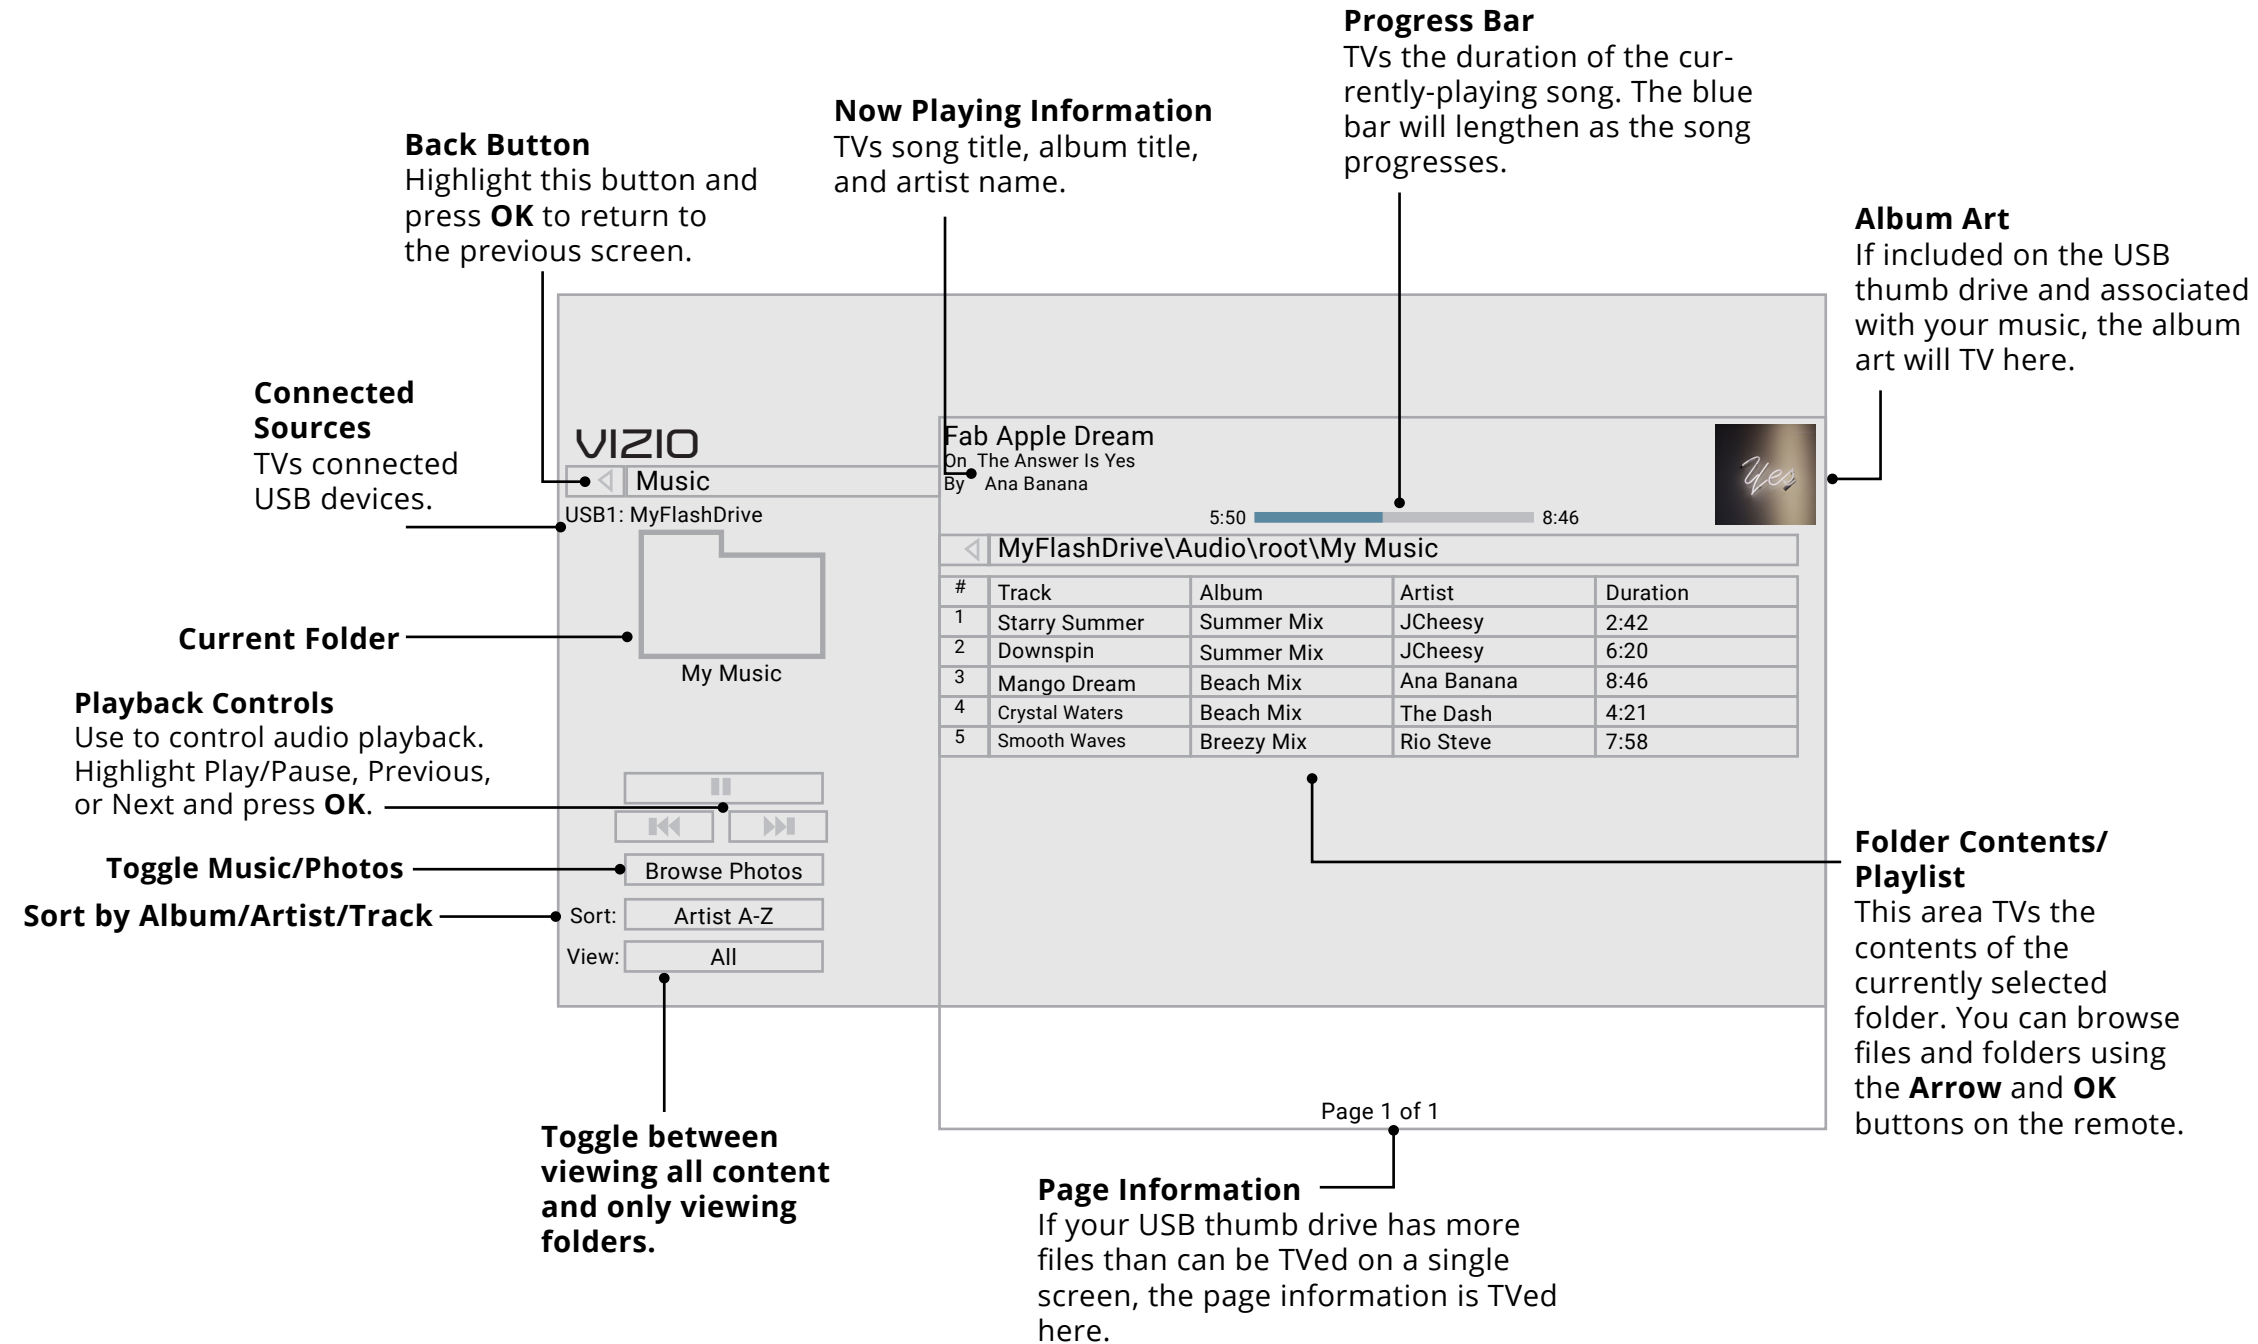 Progress Bar
TVs the duration of the cur-
rently-playing song. The blue
bar will lengthen as the song
progresses.
Now Playing Information
TVs song title, album title,
and artist name.
Back Button
Highlight this button and
press OK to return to
the previous screen.
Album Art
If included on the USB
thumb drive and associated
with your music, the album
art will TV here.
Connected
Sources
TVs connected
USB devices.
VIZIO
Music
USB1: MyFlashDrive
Fab Apple Dream
On The Answer Is Yes
By Ana Banana
Yes
5:50 8:46
MyFlashDrive\Audio\root\My Music
# Track Album Artist Duration
1 Starry Summer Summer Mix JCheesy 2:42
2 Downspin Summer Mix JCheesy 6:20
3 Mango Dream Beach Mix Ana Banana 8:46
4 Crystal Waters Beach Mix The Dash 4:21
5 Smooth Waves Breezy Mix Rio Steve 7:58
Current Folder
My Music
Playback Controls
Use to control audio playback.
Highlight Play/Pause, Previous,
or Next and press OK.
Toggle Music/Photos
Browse Photos
Sort by Album/Artist/Track
Sort: Artist A-Z
View: All
Folder Contents/
Playlist
This area TVs the
contents of the
currently selected
folder. You can browse
files and folders using
the Arrow and OK
buttons on the remote.
Toggle between
viewing all content
and only viewing
folders.
Page 1 of 1
Page Information
If your USB thumb drive has more
files than can be TVed on a single
screen, the page information is TVed
here.